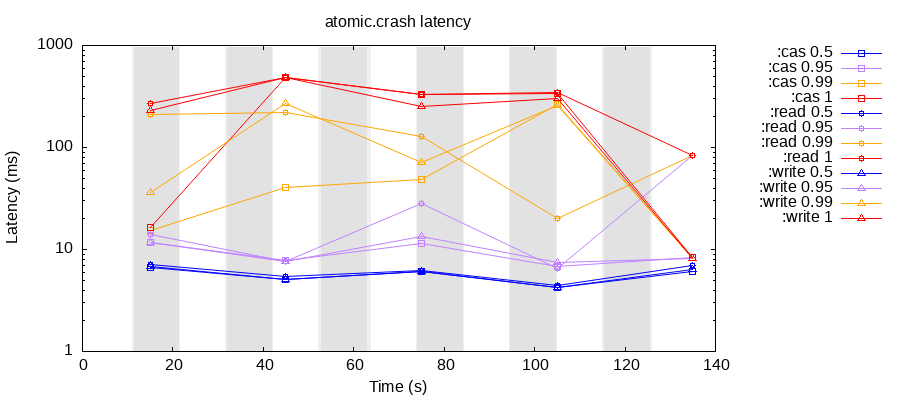 atomic.crash latency
1000
100
10
1
Latency (ms)
0 20 40 60 80 100 120 140
Time (s)
:cas 0.5
:cas 0.95
:cas 0.99
:cas 1
:read 0.5
:read 0.95
:read 0.99
:read 1
:write 0.5
:write 0.95
:write 0.99
:write 1